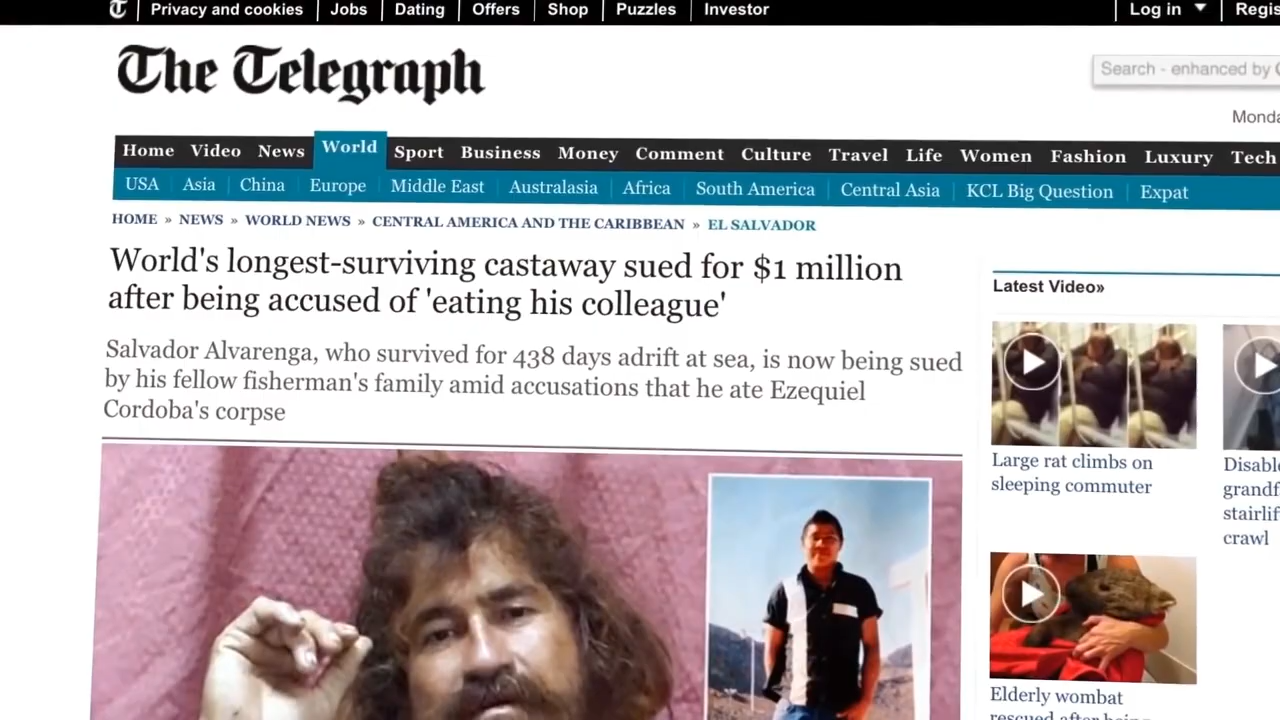 Privacy and cookies Jobs Dating Offers Shop Puzzles Investor Log in
The Telegraph
Search - enhanced by
Home Video News World Sport Business Money Comment Culture Travel Life Women Fashion Luxury Tech
USA Asia China Europe Middle East Australasia Africa South America Central Asia KCL Big Question Expat
HOME » NEWS » WORLD NEWS » CENTRAL AMERICA AND THE CARIBBEAN » EL SALVADOR
World's longest-surviving castaway sued for $1 million
after being accused of 'eating his colleague'
Salvador Alvarenga, who survived for 438 days adrift at sea, is now being sued
by his fellow fisherman's family amid accusations that he ate Ezequiel
Cordoba's corpse
Latest Video»
Large rat climbs on
sleeping commuter
stairlif
crawl
Elderly wombat
rescued after being